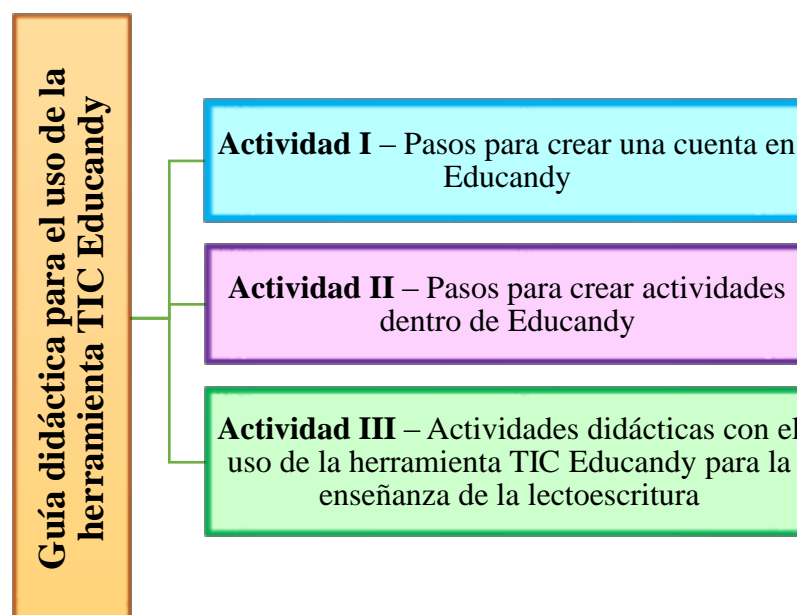 Guía didáctica para el uso de la
herramienta TIC Educandy
Actividad I – Pasos para crear una cuenta en
Educandy
Actividad II – Pasos para crear actividades
dentro de Educandy
Actividad III – Actividades didácticas con el
uso de la herramienta TIC Educandy para la
enseñanza de la lectoescritura